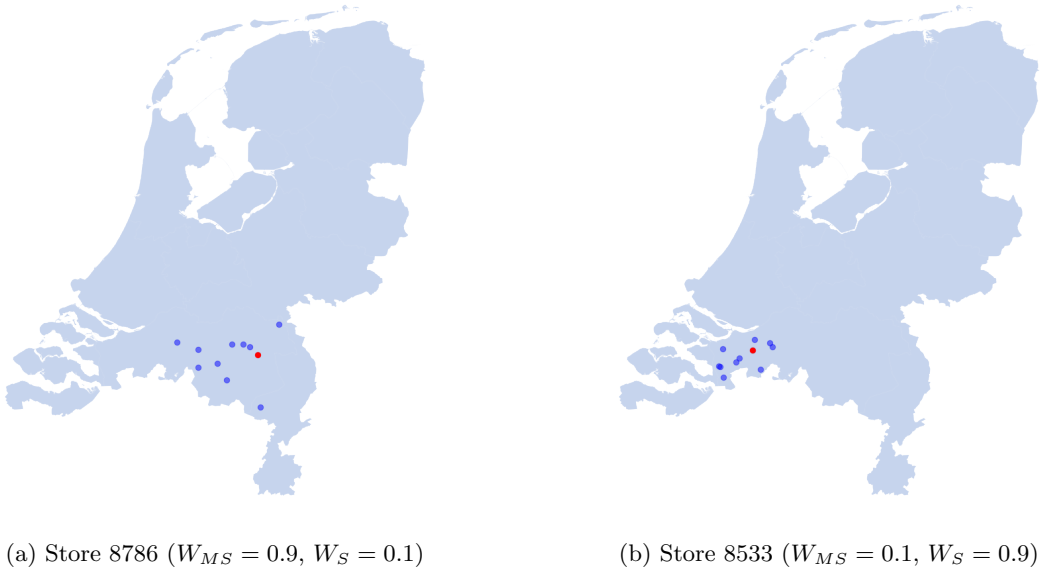 (a) Store 8786 (W_{MS} = 0.9, W_S = 0.1)
(b) Store 8533 (W_{MS} = 0.1, W_S = 0.9)